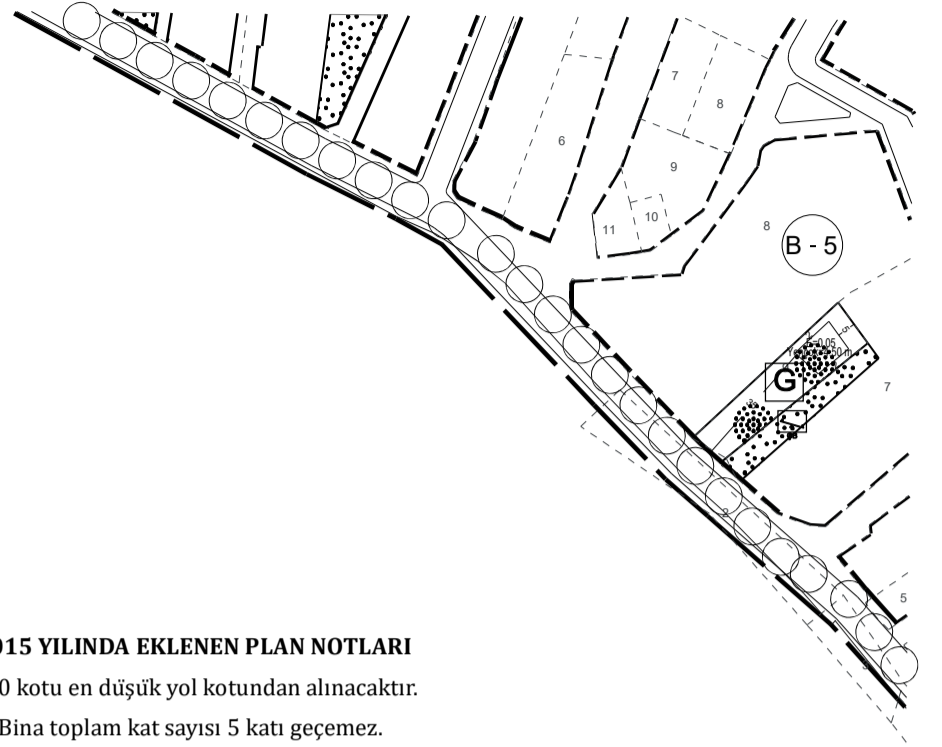 7
8
6
9
10
11
8
B - 5
7
G
5
015 YILINDA EKLENEN PLAN NOTLARI
0 kotu en düşük yol kotundan alınacaktır.
Bina toplam kat sayısı 5 katı geçemez.